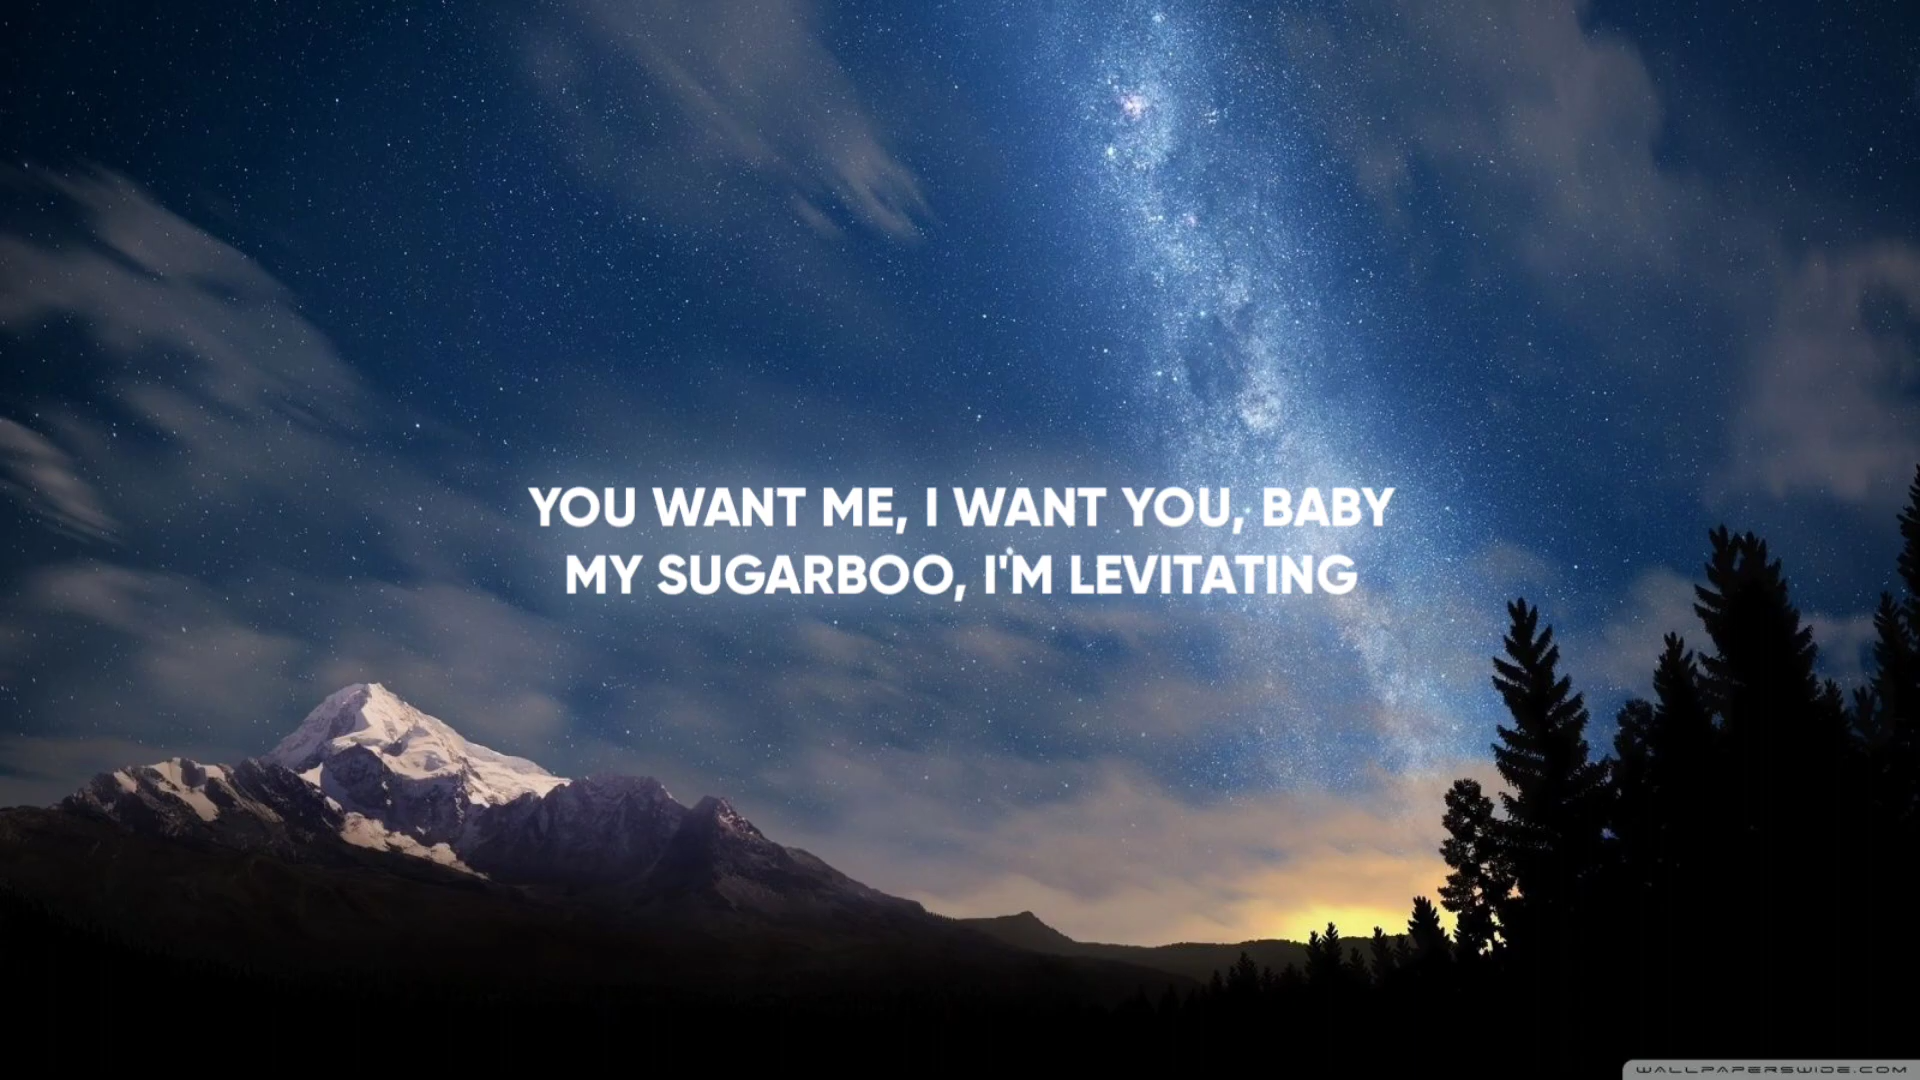 YOU WANT ME, I WANT YOU, BABY
MY SUGARBOO, I'M LEVITATING
WALLPAPERSWIDE.COM